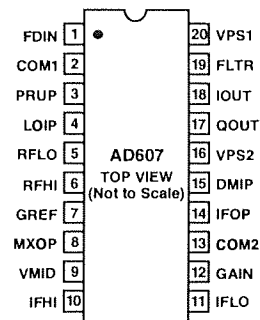 FDIN 1 20 VPS1
COM1 2 19 FLTR
PRUP 3 18 IOUT
LOIP 4 17 QOUT
RFLO 5 AD607 16 VPS2
RFHI 6 TOP VIEW 15 DMIP
GREF 7 (Not to Scale) 14 IFOP
MXOP 8 13 COM2
VMID 9 12 GAIN
IFHI 10 11 IFLO